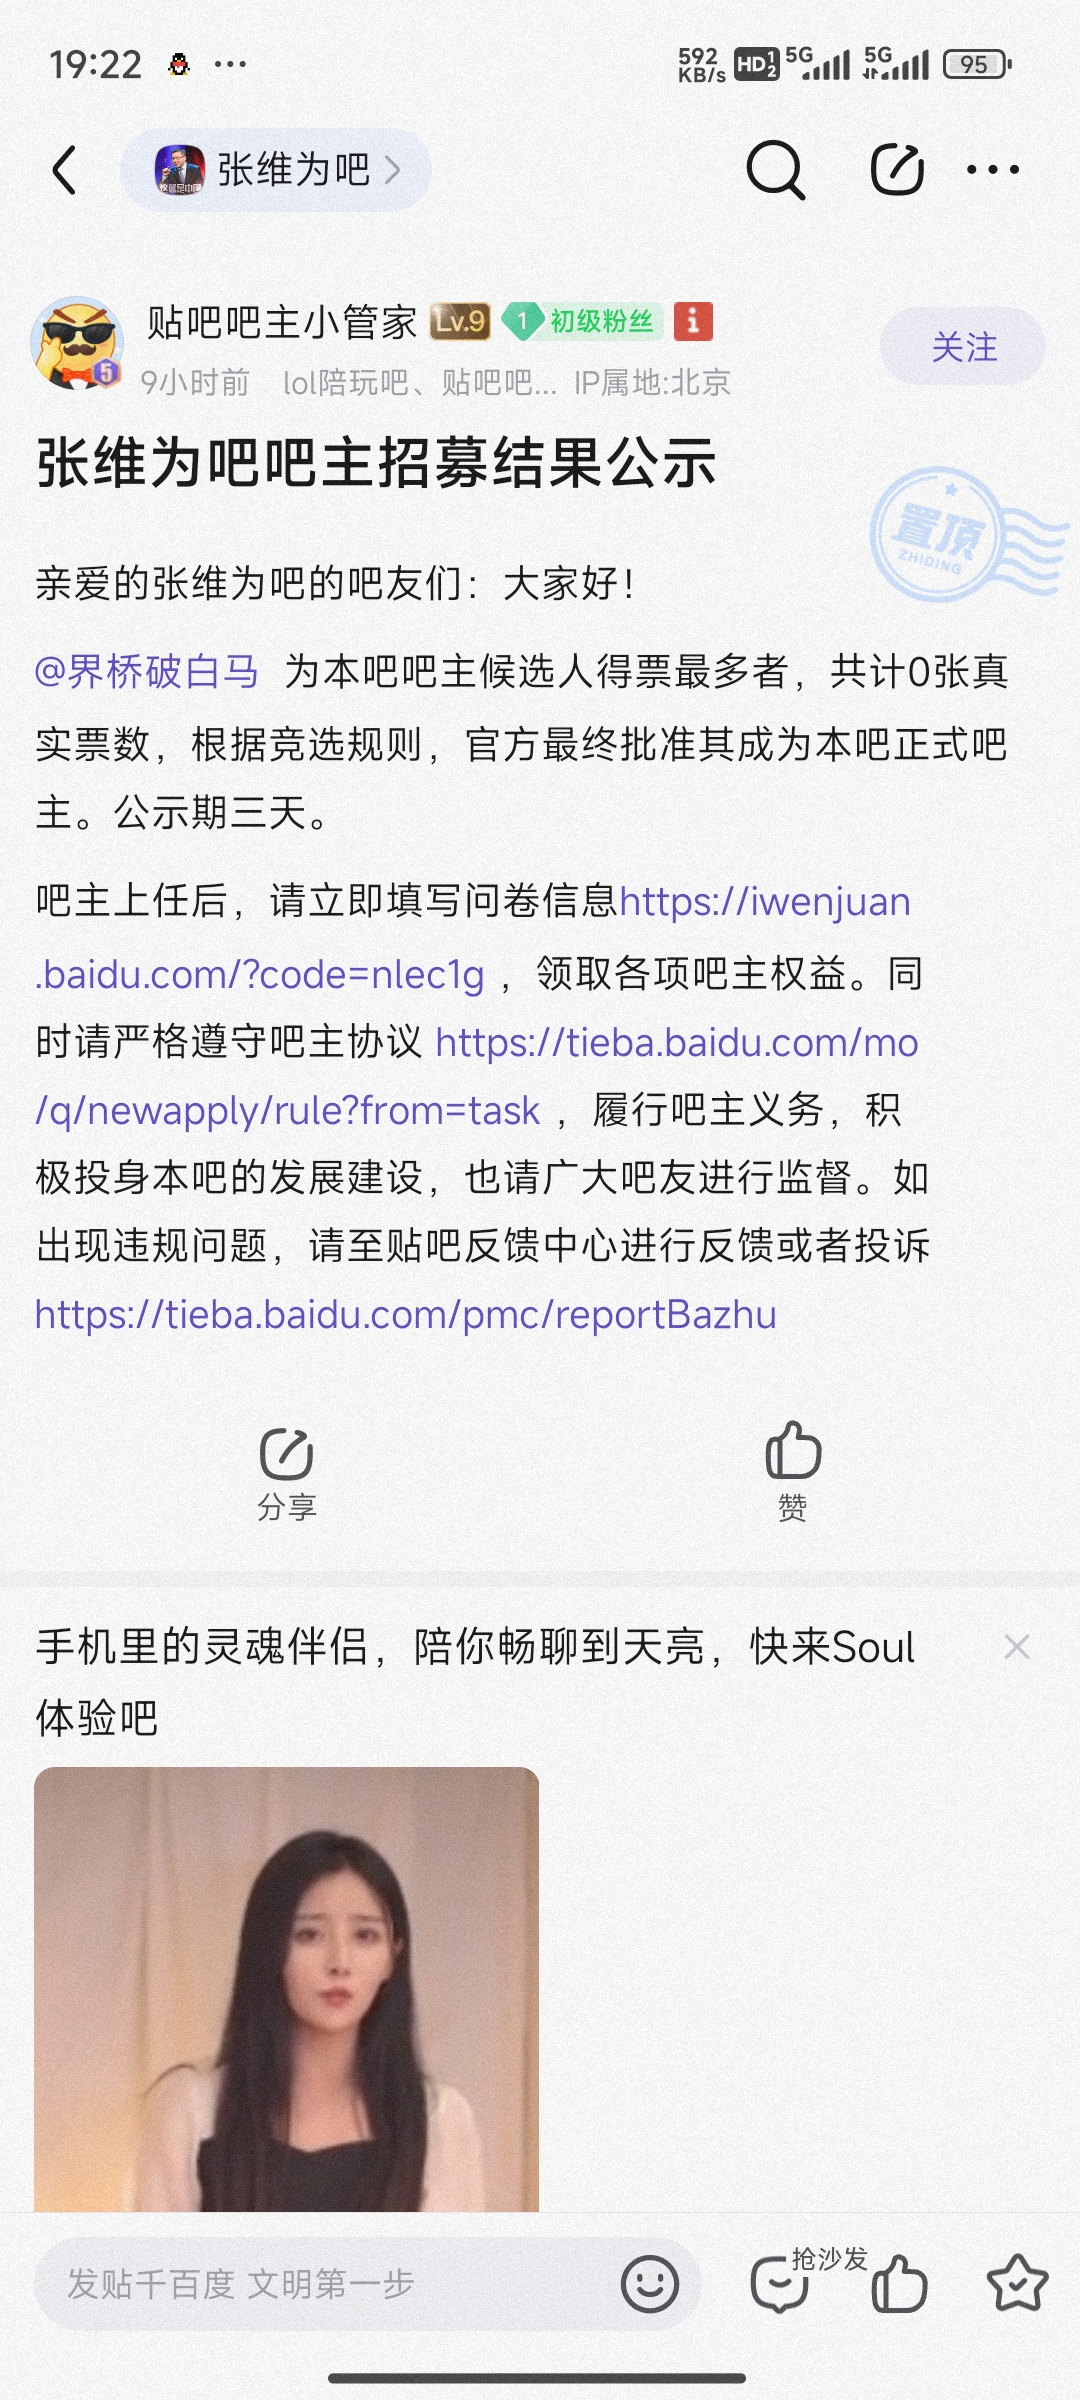 19:22 ··· 592 KB/s HD 1 2 5G 5G 95
张维为吧
贴吧吧主小管家 Lv.9 1 初级粉丝
关注
5
9小时前 lol陪玩吧、贴吧吧... IP属地:北京
张维为吧吧主招募结果公示
置顶
ZHIDING
亲爱的张维为吧的吧友们：大家好！
@界桥破白马 为本吧吧主候选人得票最多者，共计0张真
实票数，根据竞选规则，官方最终批准其成为本吧正式吧
主。公示期三天。
吧主上任后，请立即填写问卷信息https://iwenjuan
.baidu.com/?code=nlec1g ，领取各项吧主权益。同
时请严格遵守吧主协议 https://tieba.baidu.com/mo
/q/newapply/rule?from=task ，履行吧主义务，积
极投身本吧的发展建设，也请广大吧友进行监督。如
出现违规问题，请至贴吧反馈中心进行反馈或者投诉
https://tieba.baidu.com/pmc/reportBazhu
分享 赞
手机里的灵魂伴侣，陪你畅聊到天亮，快来Soul
体验吧
发贴千百度 文明第一步
抢沙发